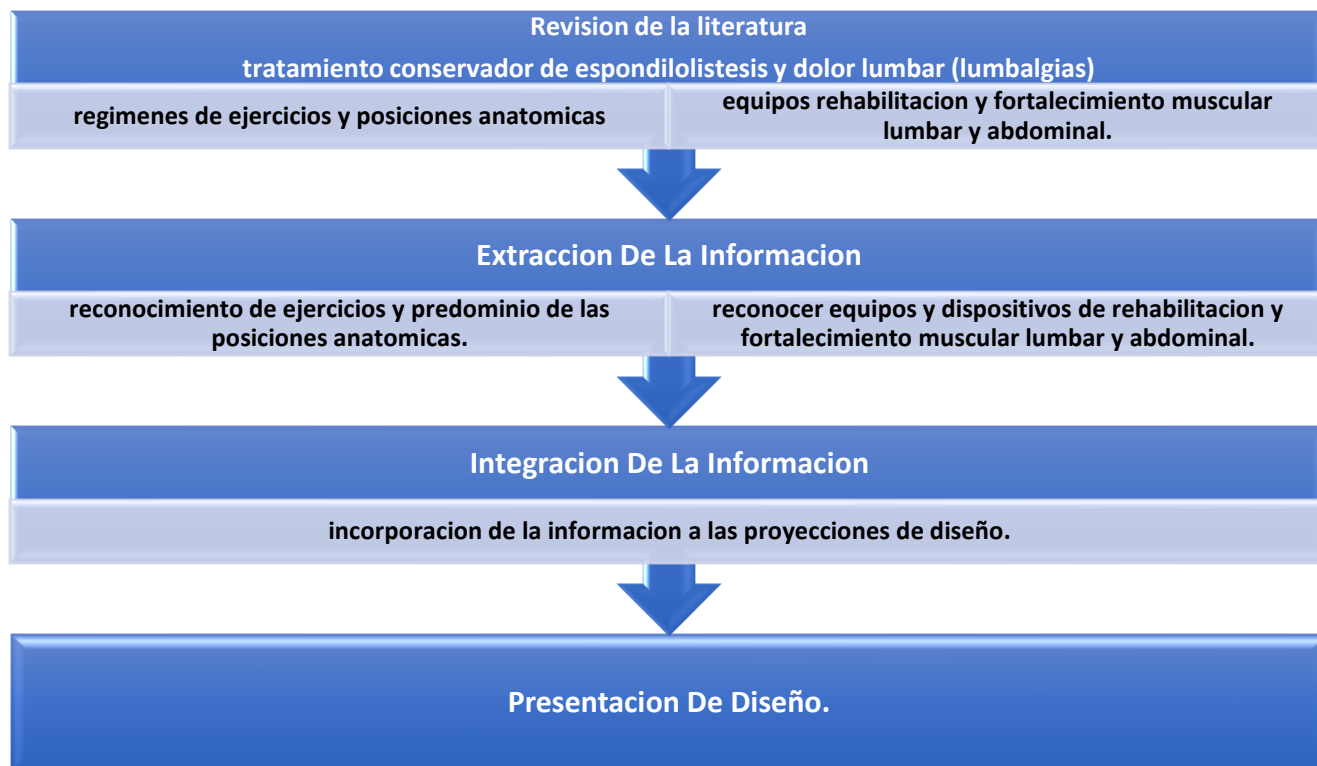 Revision de la literatura
tratamiento conservador de espondilolistesis y dolor lumbar (lumbalgias)
regimenes de ejercicios y posiciones anatomicas
equipos rehabilitacion y fortalecimiento muscular
lumbar y abdominal.
Extraccion De La Informacion
reconocimiento de ejercicios y predominio de las
posiciones anatomicas.
reconocer equipos y dispositivos de rehabilitacion y
fortalecimiento muscular lumbar y abdominal.
Integracion De La Informacion
incorporacion de la informacion a las proyecciones de diseño.
Presentacion De Diseño.